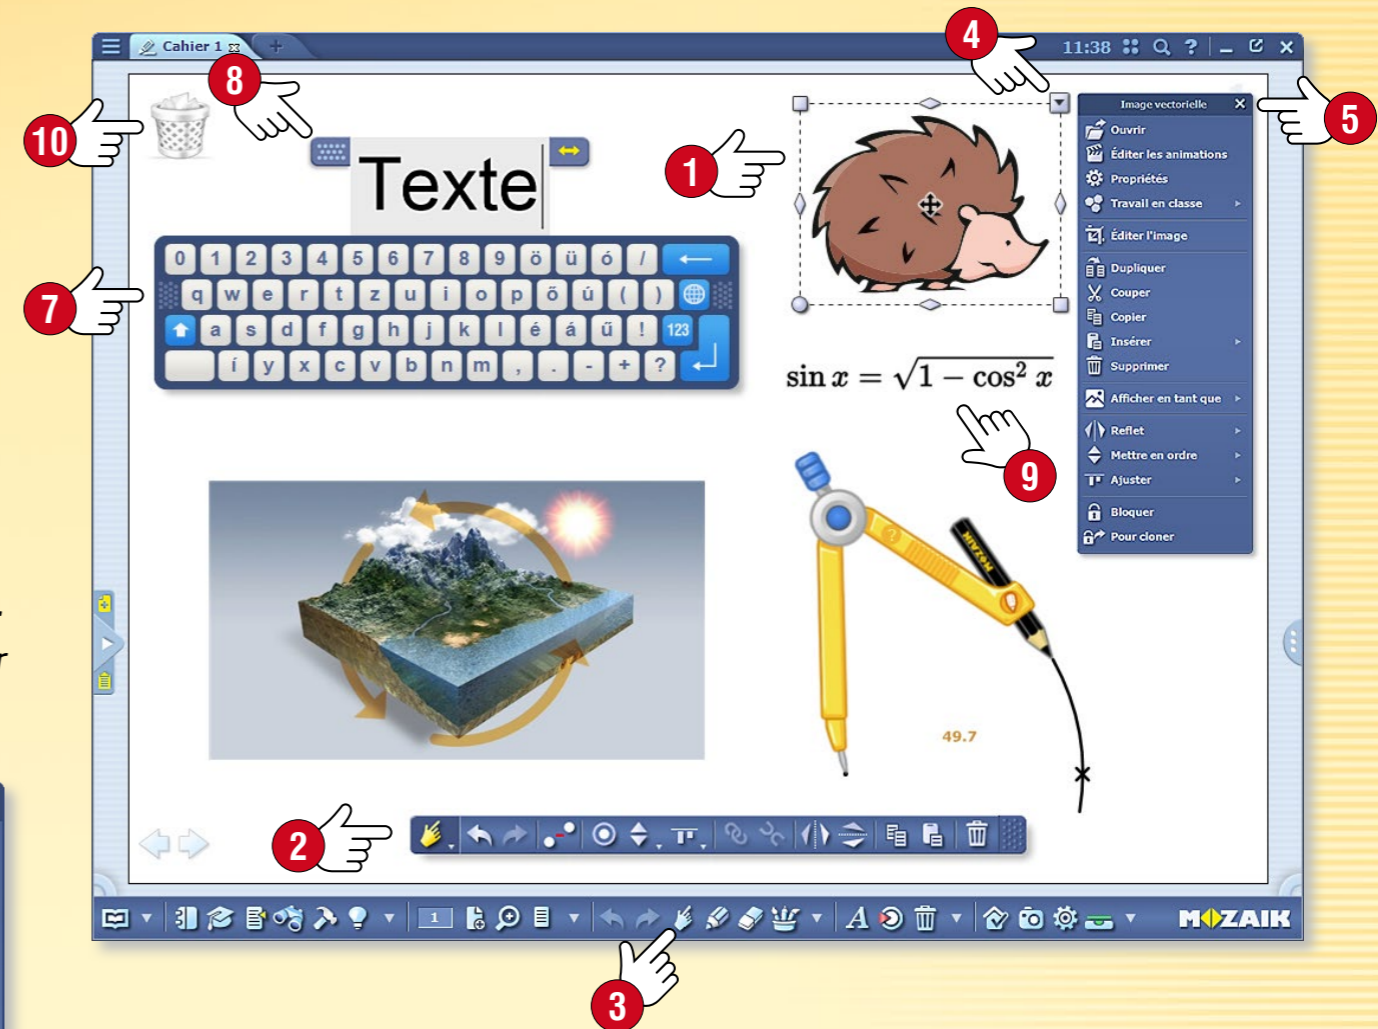 4
Cahier 1
11:38
?
8
10
5
1
Texte
Image vectorielle
Ouvrir
Éditer les animations
Propriétés
Travail en classe
Éditer l'image
Dupliquer
Couper
Copier
Insérer
Supprimer
Afficher en tant que
Reflet
Mettre en ordre
Ajuster
Bloquer
Pour cloner
7
0 1 2 3 4 5 6 7 8 9 ö ü ó /
q w e r t z u i o p ő ú ( )
a s d f g h j k l é á ű ! 123
í y x c v b n m , . - + ?
sin x = √1 − cos² x
9
MOZAIK
49.7
r
2
1
A
MOZAIK
3